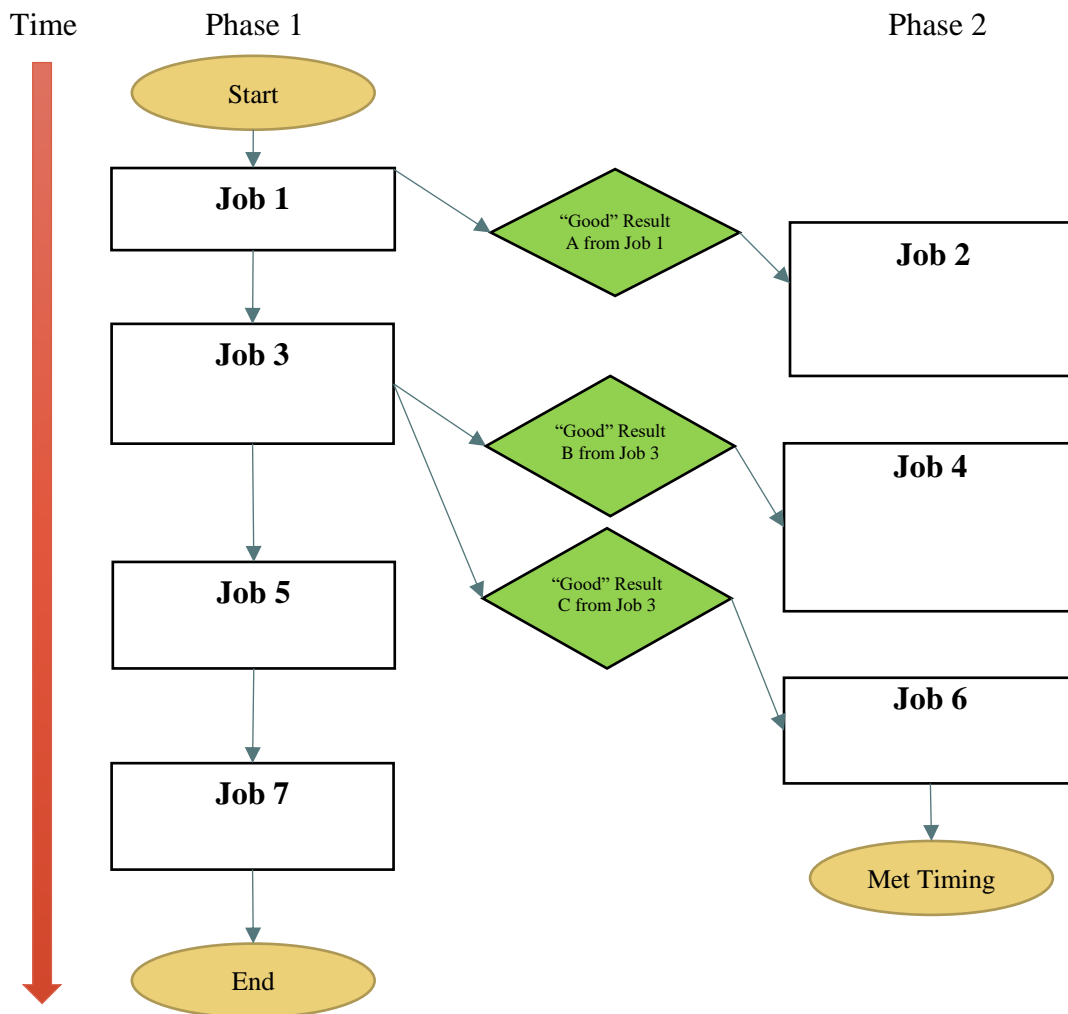 Time
Phase 1
Phase 2
Start
Job 1
“Good” Result
A from Job 1
Job 2
Job 3
“Good” Result
B from Job 3
Job 4
“Good” Result
C from Job 3
Job 5
Job 6
Job 7
Met Timing
End